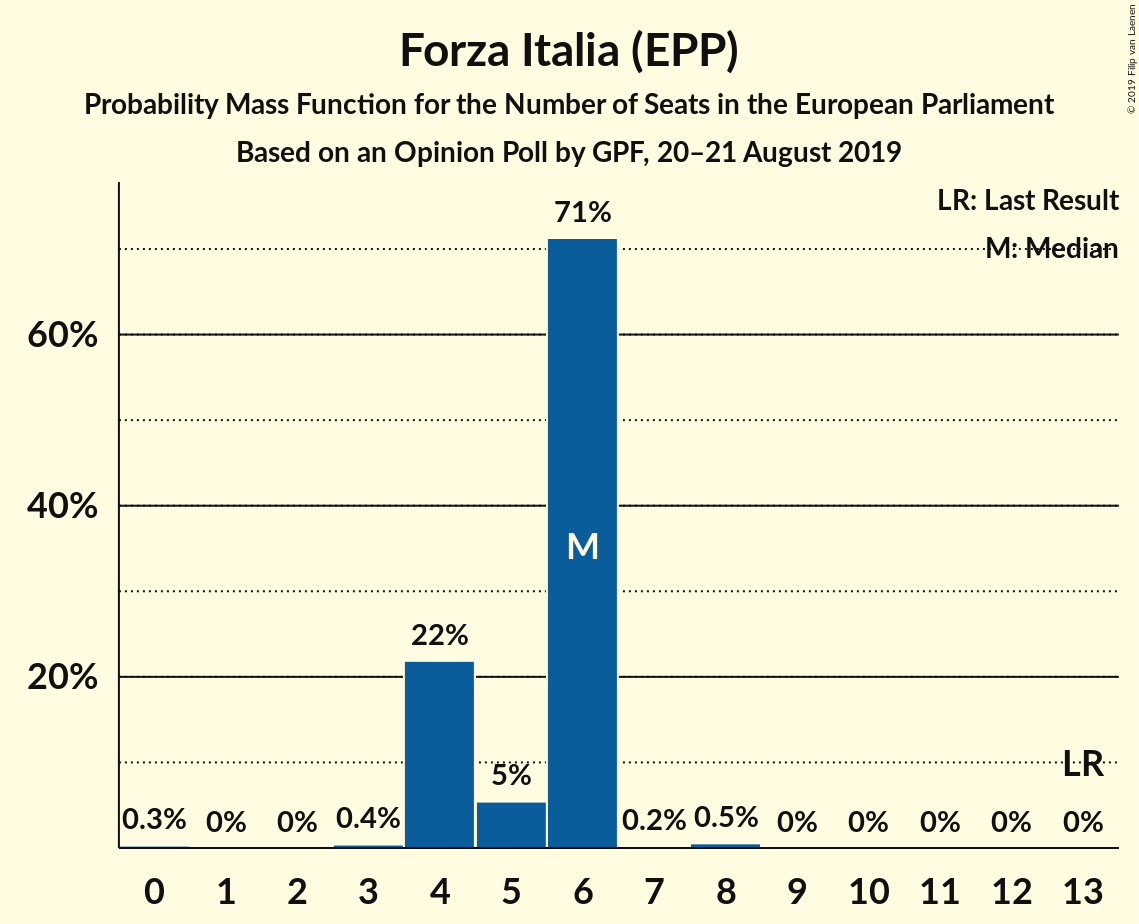 Forza Italia (EPP)
Probability Mass Function for the Number of Seats in the European Parliament
Based on an Opinion Poll by GPF, 20–21 August 2019
© 2019 Filip van Laenen
LR: Last Result
M: Median
71%
60%
40%
M
22%
20%
LR
5%
0.3% 0% 0% 0.4% 0.2% 0.5% 0% 0% 0% 0% 0%
0 1 2 3 4 5 6 7 8 9 10 11 12 13